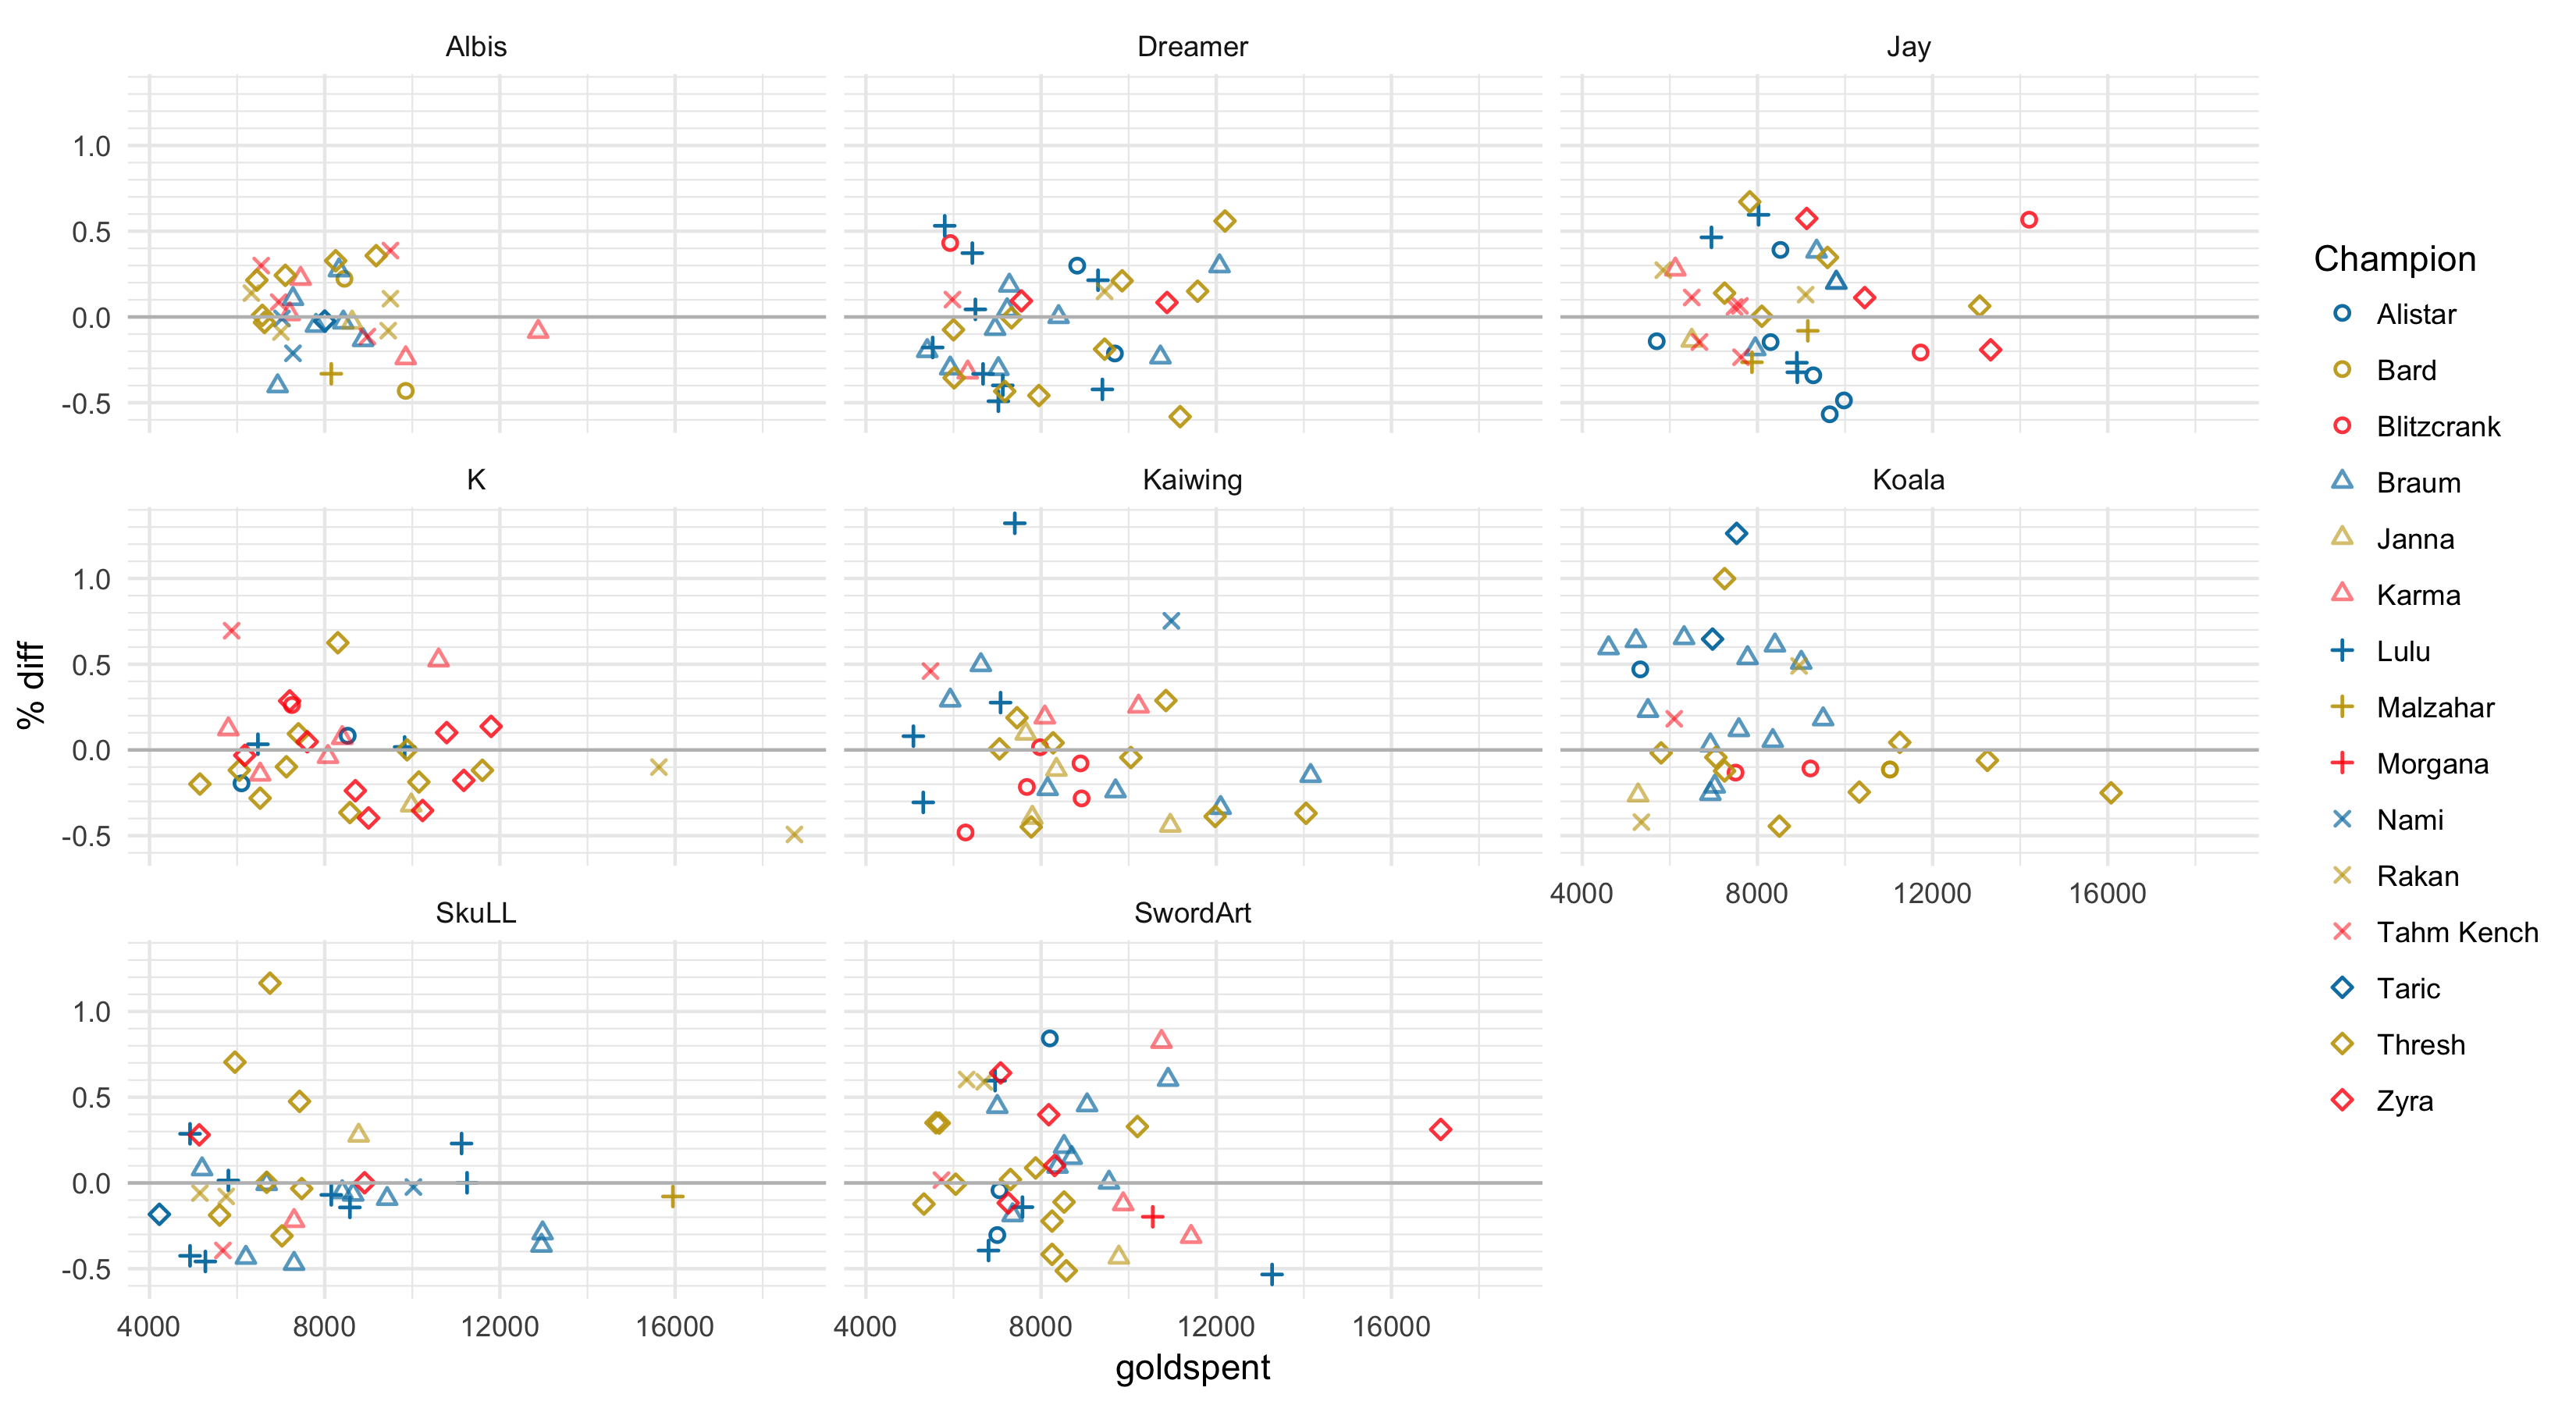 Albis
Dreamer
Jay
1.0
0.5
0.0
-0.5
K
Kaiwing
Koala
1.0
0.5
0.0
-0.5
4000 8000 12000 16000
SkuLL
SwordArt
1.0
0.5
0.0
-0.5
4000 8000 12000 16000
4000 8000 12000 16000
% diff
goldspent
Champion
Alistar
Bard
Blitzcrank
Braum
Janna
Karma
Lulu
Malzahar
Morgana
Nami
Rakan
Tahm Kench
Taric
Thresh
Zyra